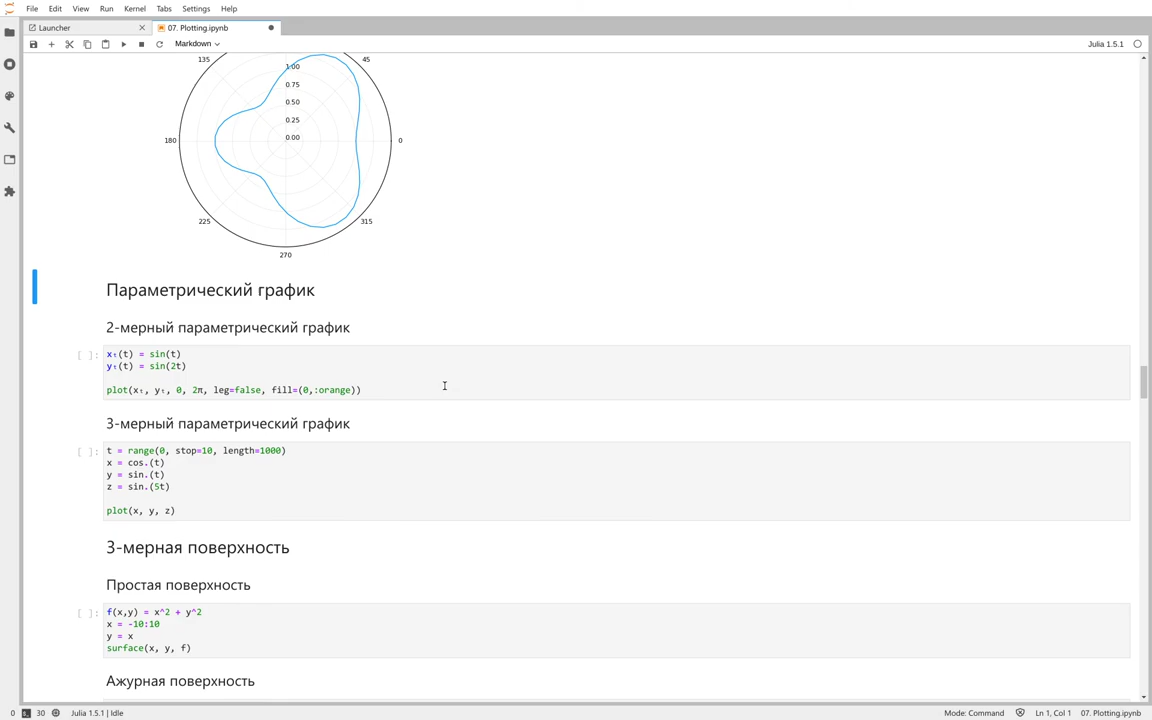 File Edit View Run Kernel Tabs Settings Help
Launcher
07. Plotting.ipynb
Markdown
Julia 1.5.1
135
45
1.00
0.75
0.50
0.25
0.00
180
0
225
315
270
Параметрический график
2-мерный параметрический график
[ ]: xₜ(t) = sin(t)
yₜ(t) = sin(2t)
plot(xₜ, yₜ, 0, 2π, leg=false, fill=(0,:orange))
3-мерный параметрический график
[ ]: t = range(0, stop=10, length=1000)
x = cos.(t)
y = sin.(t)
z = sin.(5t)
plot(x, y, z)
3-мерная поверхность
Простая поверхность
[ ]: f(x,y) = x^2 + y^2
x = -10:10
y = x
surface(x, y, f)
Ажурная поверхность
0 30 Julia 1.5.1 | Idle
Mode: Command Ln 1, Col 1 07. Plotting.ipynb